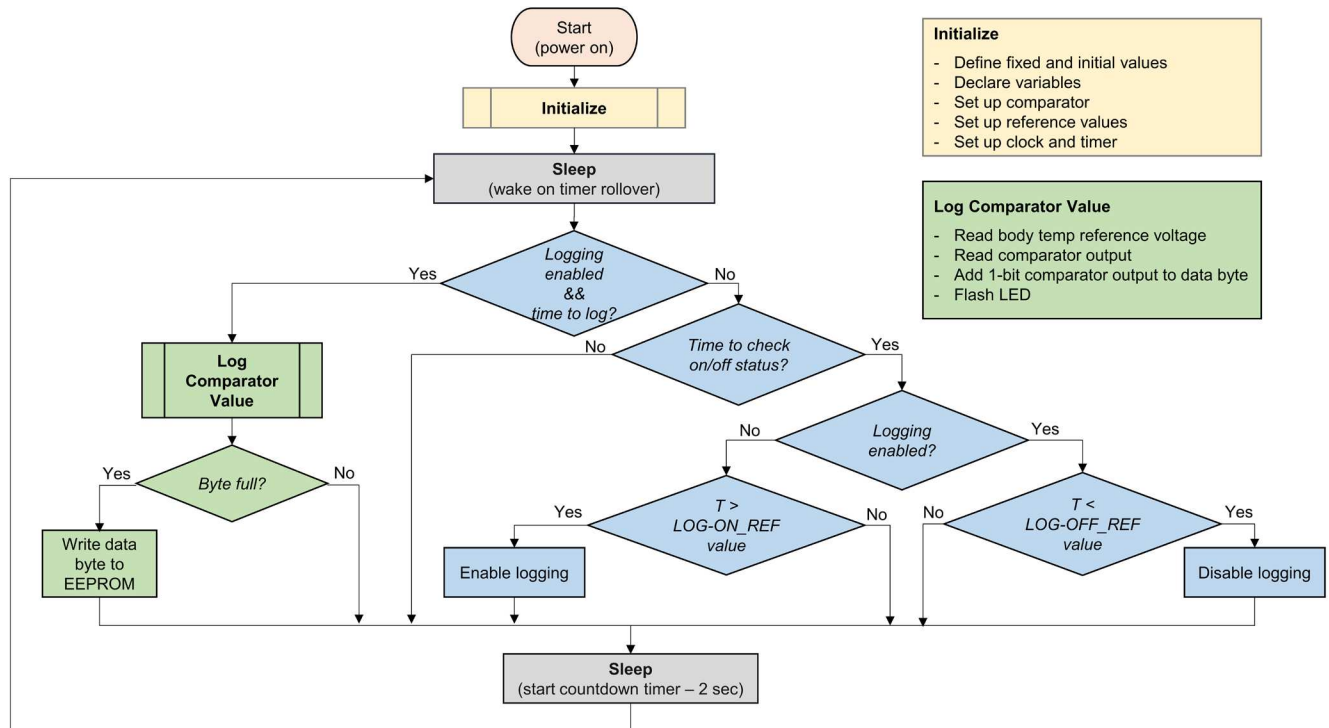 Start
(power on)
Initialize
Sleep
(wake on timer rollover)
Initialize
- Define fixed and initial values
- Declare variables
- Set up comparator
- Set up reference values
- Set up clock and timer
Log Comparator Value
- Read body temp reference voltage
- Read comparator output
- Add 1-bit comparator output to data byte
- Flash LED
Logging
enabled
&&
time to log?
Yes
No
Log
Comparator
Value
Time to check
on/off status?
No
Yes
Logging
enabled?
No
Yes
Byte full?
Yes
No
Write data
byte to
EEPROM
T >
LOG-ON_REF
value
Yes
No
Enable logging
T <
LOG-OFF_REF
value
No
Yes
Disable logging
Sleep
(start countdown timer – 2 sec)